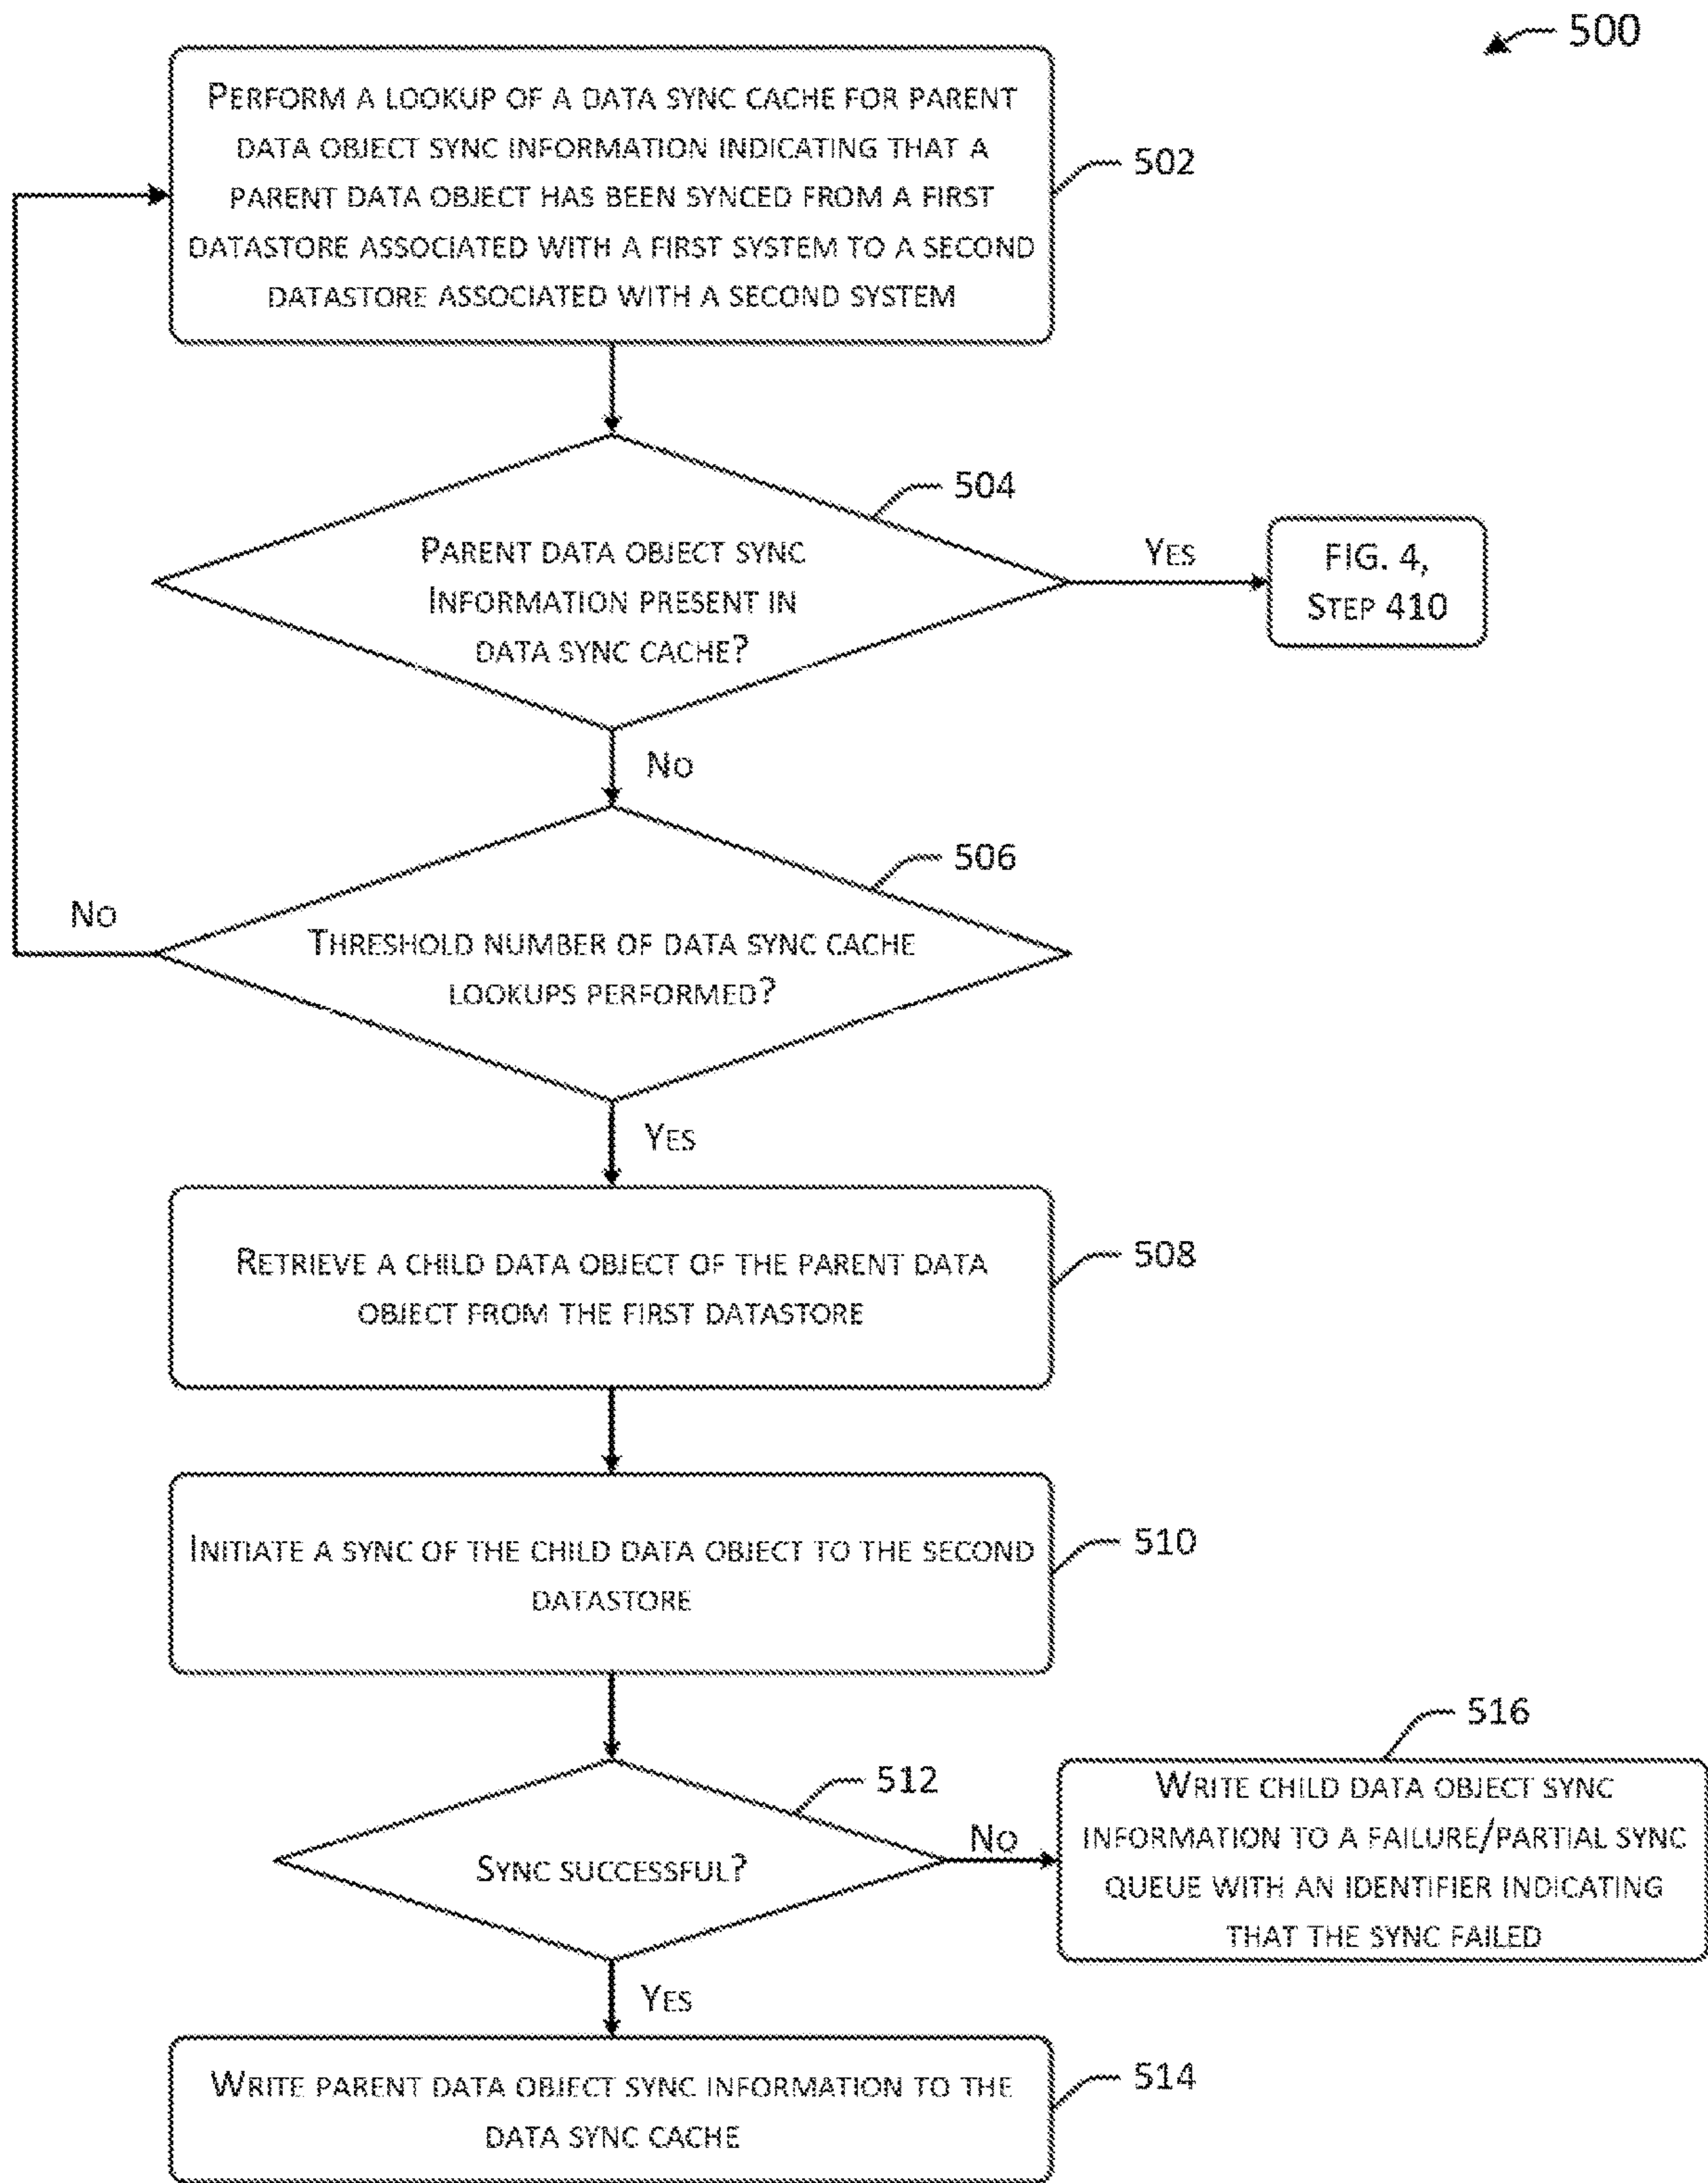 500
PERFORM A LOOKUP OF A DATA SYNC CACHE FOR PARENT
DATA OBJECT SYNC INFORMATION INDICATING THAT A
PARENT DATA OBJECT HAS BEEN SYNCED FROM A FIRST
DATASTORE ASSOCIATED WITH A FIRST SYSTEM TO A SECOND
DATASTORE ASSOCIATED WITH A SECOND SYSTEM
502
504
PARENT DATA OBJECT SYNC
INFORMATION PRESENT IN
DATA SYNC CACHE?
YES
FIG. 4,
STEP 410
NO
506
NO
THRESHOLD NUMBER OF DATA SYNC CACHE
LOOKUPS PERFORMED?
YES
RETRIEVE A CHILD DATA OBJECT OF THE PARENT DATA
OBJECT FROM THE FIRST DATASTORE
508
INITIATE A SYNC OF THE CHILD DATA OBJECT TO THE SECOND
DATASTORE
510
512
SYNC SUCCESSFUL?
NO
516
WRITE CHILD DATA OBJECT SYNC
INFORMATION TO A FAILURE/PARTIAL SYNC
QUEUE WITH AN IDENTIFIER INDICATING
THAT THE SYNC FAILED
YES
WRITE PARENT DATA OBJECT SYNC INFORMATION TO THE
DATA SYNC CACHE
514